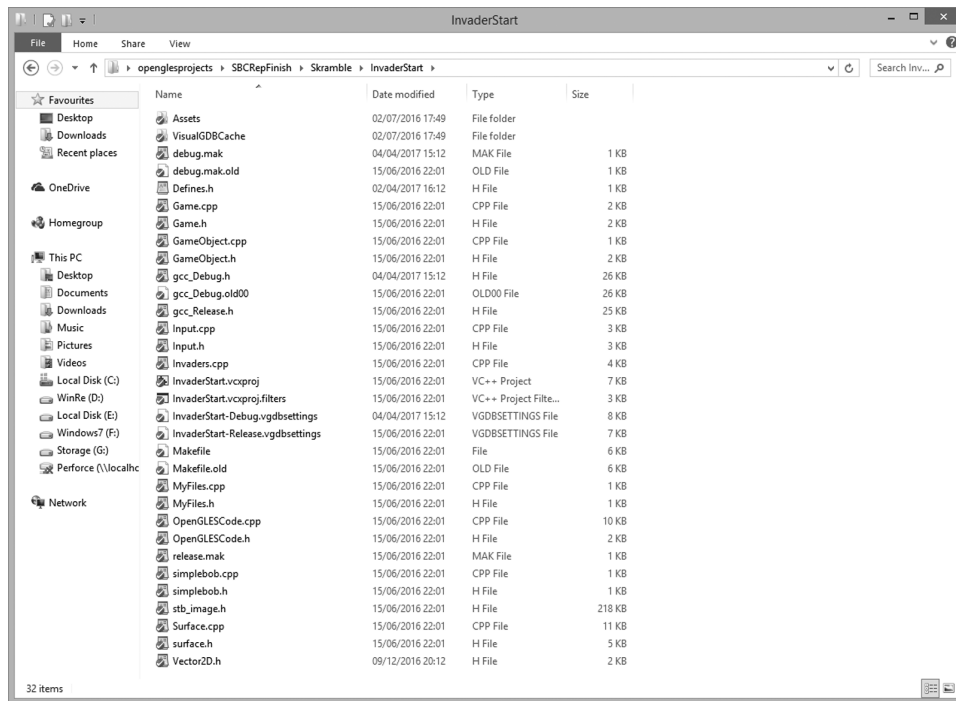 InvaderStart
File Home Share View
openglesprojects SBCRepFinish Skramble InvaderStart Search Inv...
Name Date modified Type Size
Favourites
Desktop
Downloads
Recent places
OneDrive
Homegroup
This PC
Desktop
Documents
Downloads
Music
Pictures
Videos
Local Disk (C:)
WinRe (D:)
Local Disk (E:)
Windows7 (F:)
Storage (G:)
Perforce (\\localhc
Network
Assets 02/07/2016 17:49 File folder
VisualGDBCache 02/07/2016 17:49 File folder
debug.mak 04/04/2017 15:12 MAK File 1 KB
debug.mak.old 15/06/2016 22:01 OLD File 1 KB
Defines.h 02/04/2017 16:12 H File 1 KB
Game.cpp 15/06/2016 22:01 CPP File 2 KB
Game.h 15/06/2016 22:01 H File 2 KB
GameObject.cpp 15/06/2016 22:01 CPP File 1 KB
GameObject.h 15/06/2016 22:01 H File 2 KB
gcc_Debug.h 04/04/2017 15:12 H File 26 KB
gcc_Debug.old00 15/06/2016 22:01 OLD00 File 26 KB
gcc_Release.h 15/06/2016 22:01 H File 25 KB
Input.cpp 15/06/2016 22:01 CPP File 3 KB
Input.h 15/06/2016 22:01 H File 3 KB
Invaders.cpp 15/06/2016 22:01 CPP File 4 KB
InvaderStart.vcxproj 15/06/2016 22:01 VC++ Project 7 KB
InvaderStart.vcxproj.filters 15/06/2016 22:01 VC++ Project Filte... 3 KB
InvaderStart-Debug.vgdbsettings 04/04/2017 15:12 VGDBSETTINGS File 8 KB
InvaderStart-Release.vgdbsettings 15/06/2016 22:01 VGDBSETTINGS File 7 KB
Makefile 15/06/2016 22:01 File 6 KB
Makefile.old 15/06/2016 22:01 OLD File 6 KB
MyFiles.cpp 15/06/2016 22:01 CPP File 1 KB
MyFiles.h 15/06/2016 22:01 H File 1 KB
OpenGLESCode.cpp 15/06/2016 22:01 CPP File 10 KB
OpenGLESCode.h 15/06/2016 22:01 H File 2 KB
release.mak 15/06/2016 22:01 MAK File 1 KB
simplebob.cpp 15/06/2016 22:01 CPP File 1 KB
simplebob.h 15/06/2016 22:01 H File 1 KB
stb_image.h 15/06/2016 22:01 H File 218 KB
Surface.cpp 15/06/2016 22:01 CPP File 11 KB
surface.h 15/06/2016 22:01 H File 5 KB
Vector2D.h 09/12/2016 20:12 H File 2 KB
32 items